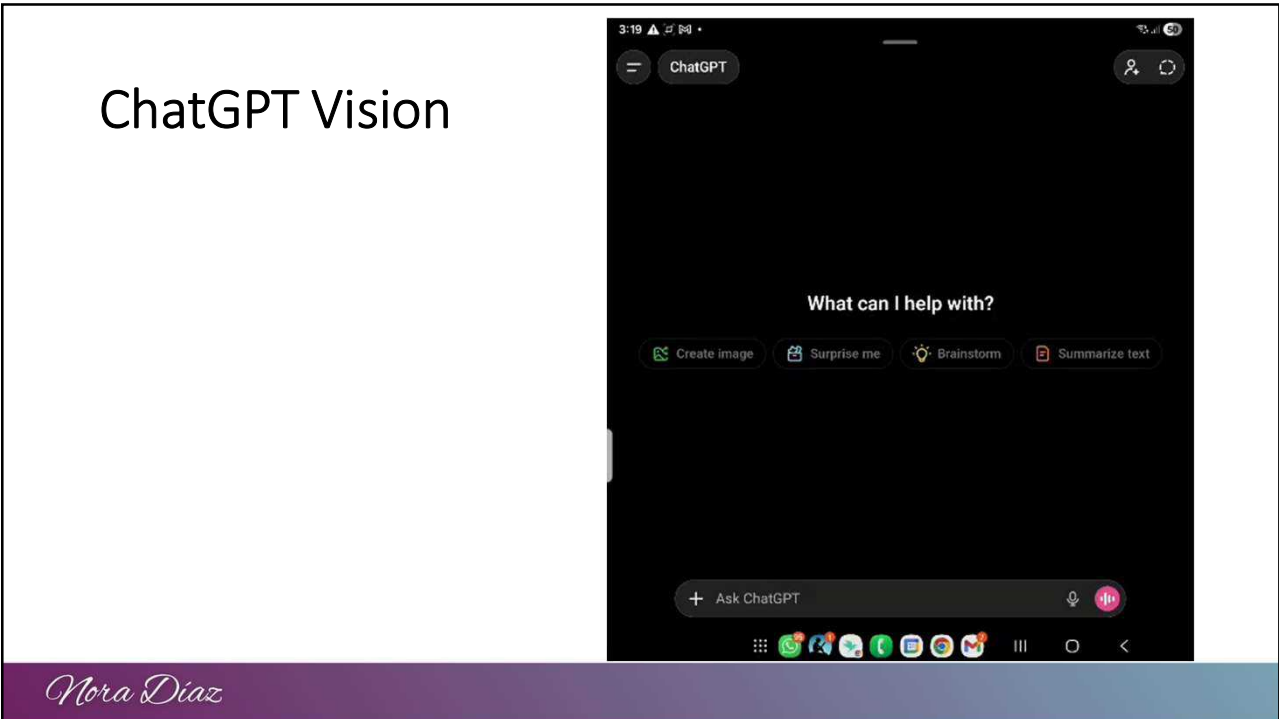 ChatGPT Vision
3:19
50
ChatGPT
What can I help with?
Create image
Surprise me
Brainstorm
Summarize text
Ask ChatGPT
Nora Díaz